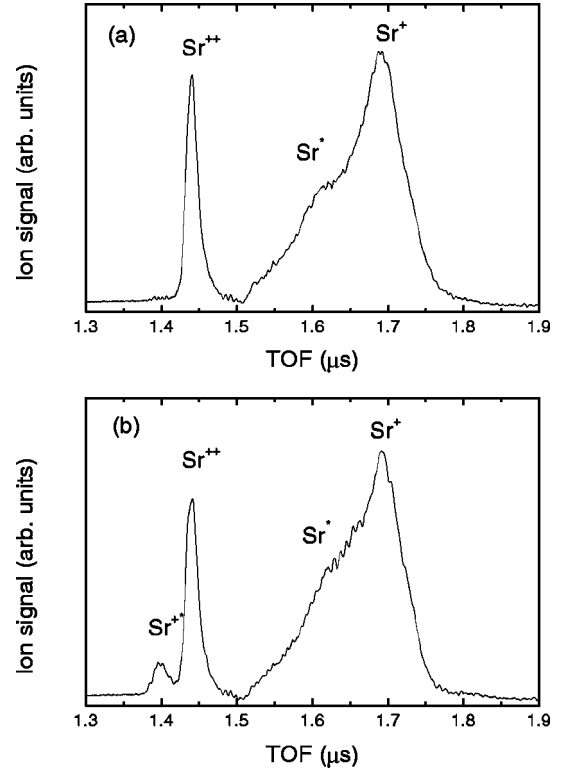 (a)
Sr++
Sr+
Sr*
Ion signal (arb. units)
1.3 1.4 1.5 1.6 1.7 1.8 1.9
TOF (μs)
(b)
Sr+
Sr++
Sr*
Sr+*
Ion signal (arb. units)
1.3 1.4 1.5 1.6 1.7 1.8 1.9
TOF (μs)